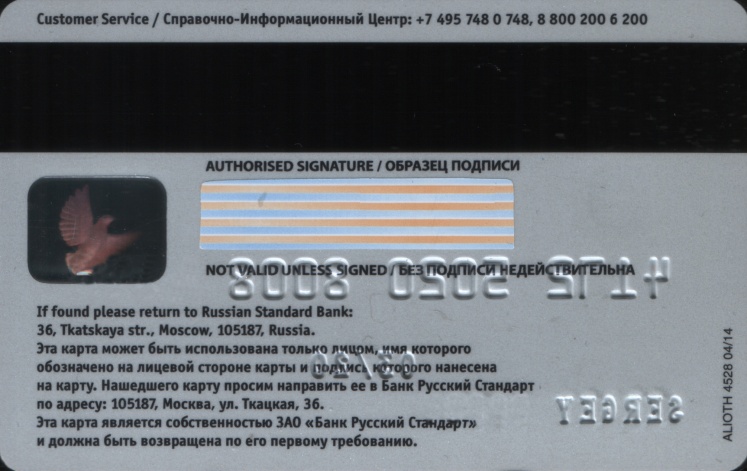 Customer Service / Справочно-Информационный Центр: +7 495 748 0 748, 8 800 200 6 200
AUTHORISED SIGNATURE / ОБРАЗЕЦ ПОДПИСИ
NOT VALID UNLESS SIGNED / БЕЗ ПОДПИСИ НЕДЕЙСТВИТЕЛЬНА
If found please return to Russian Standard Bank:
36, Tkatskaya str., Moscow, 105187, Russia.
Эта карта может быть использована только лицом, имя которого
обозначено на лицевой стороне карты и подпись которого нанесена
на карту. Нашедшего карту просим направить ее в Банк Русский Стандарт
по адресу: 105187, Москва, ул. Ткацкая, 36.
Эта карта является собственностью ЗАО «Банк Русский Стандарт»
и должна быть возвращена по его первому требованию.
SERGEY
ALIOTH 4528 04/14